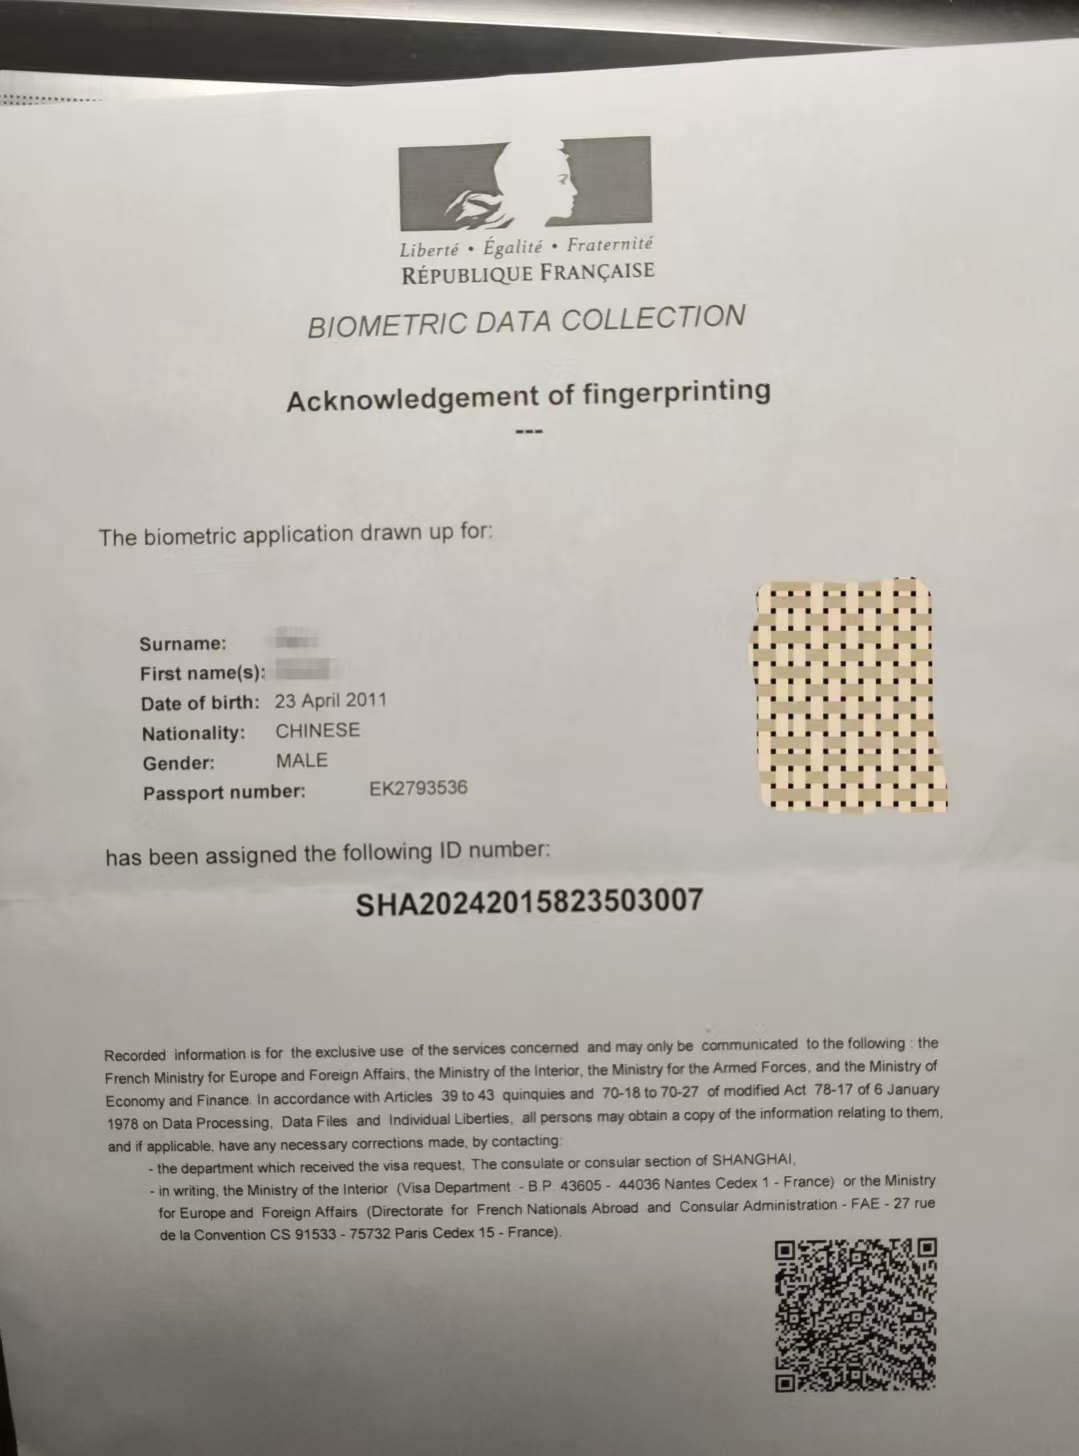 Liberté • Égalité • Fraternité
RÉPUBLIQUE FRANÇAISE
BIOMETRIC DATA COLLECTION
Acknowledgement of fingerprinting
---
The biometric application drawn up for:
Surname:
First name(s):
Date of birth: 23 April 2011
Nationality: CHINESE
Gender: MALE
Passport number: EK2793536
has been assigned the following ID number:
SHA20242015823503007
Recorded information is for the exclusive use of the services concerned and may only be communicated to the following : the
French Ministry for Europe and Foreign Affairs, the Ministry of the Interior, the Ministry for the Armed Forces, and the Ministry of
Economy and Finance. In accordance with Articles 39 to 43 quinquies and 70-18 to 70-27 of modified Act 78-17 of 6 January
1978 on Data Processing, Data Files and Individual Liberties, all persons may obtain a copy of the information relating to them,
and if applicable, have any necessary corrections made, by contacting:
- the department which received the visa request, The consulate or consular section of SHANGHAI,
- in writing, the Ministry of the Interior (Visa Department - B.P. 43605 - 44036 Nantes Cedex 1 - France) or the Ministry
for Europe and Foreign Affairs (Directorate for French Nationals Abroad and Consular Administration - FAE - 27 rue
de la Convention CS 91533 - 75732 Paris Cedex 15 - France).